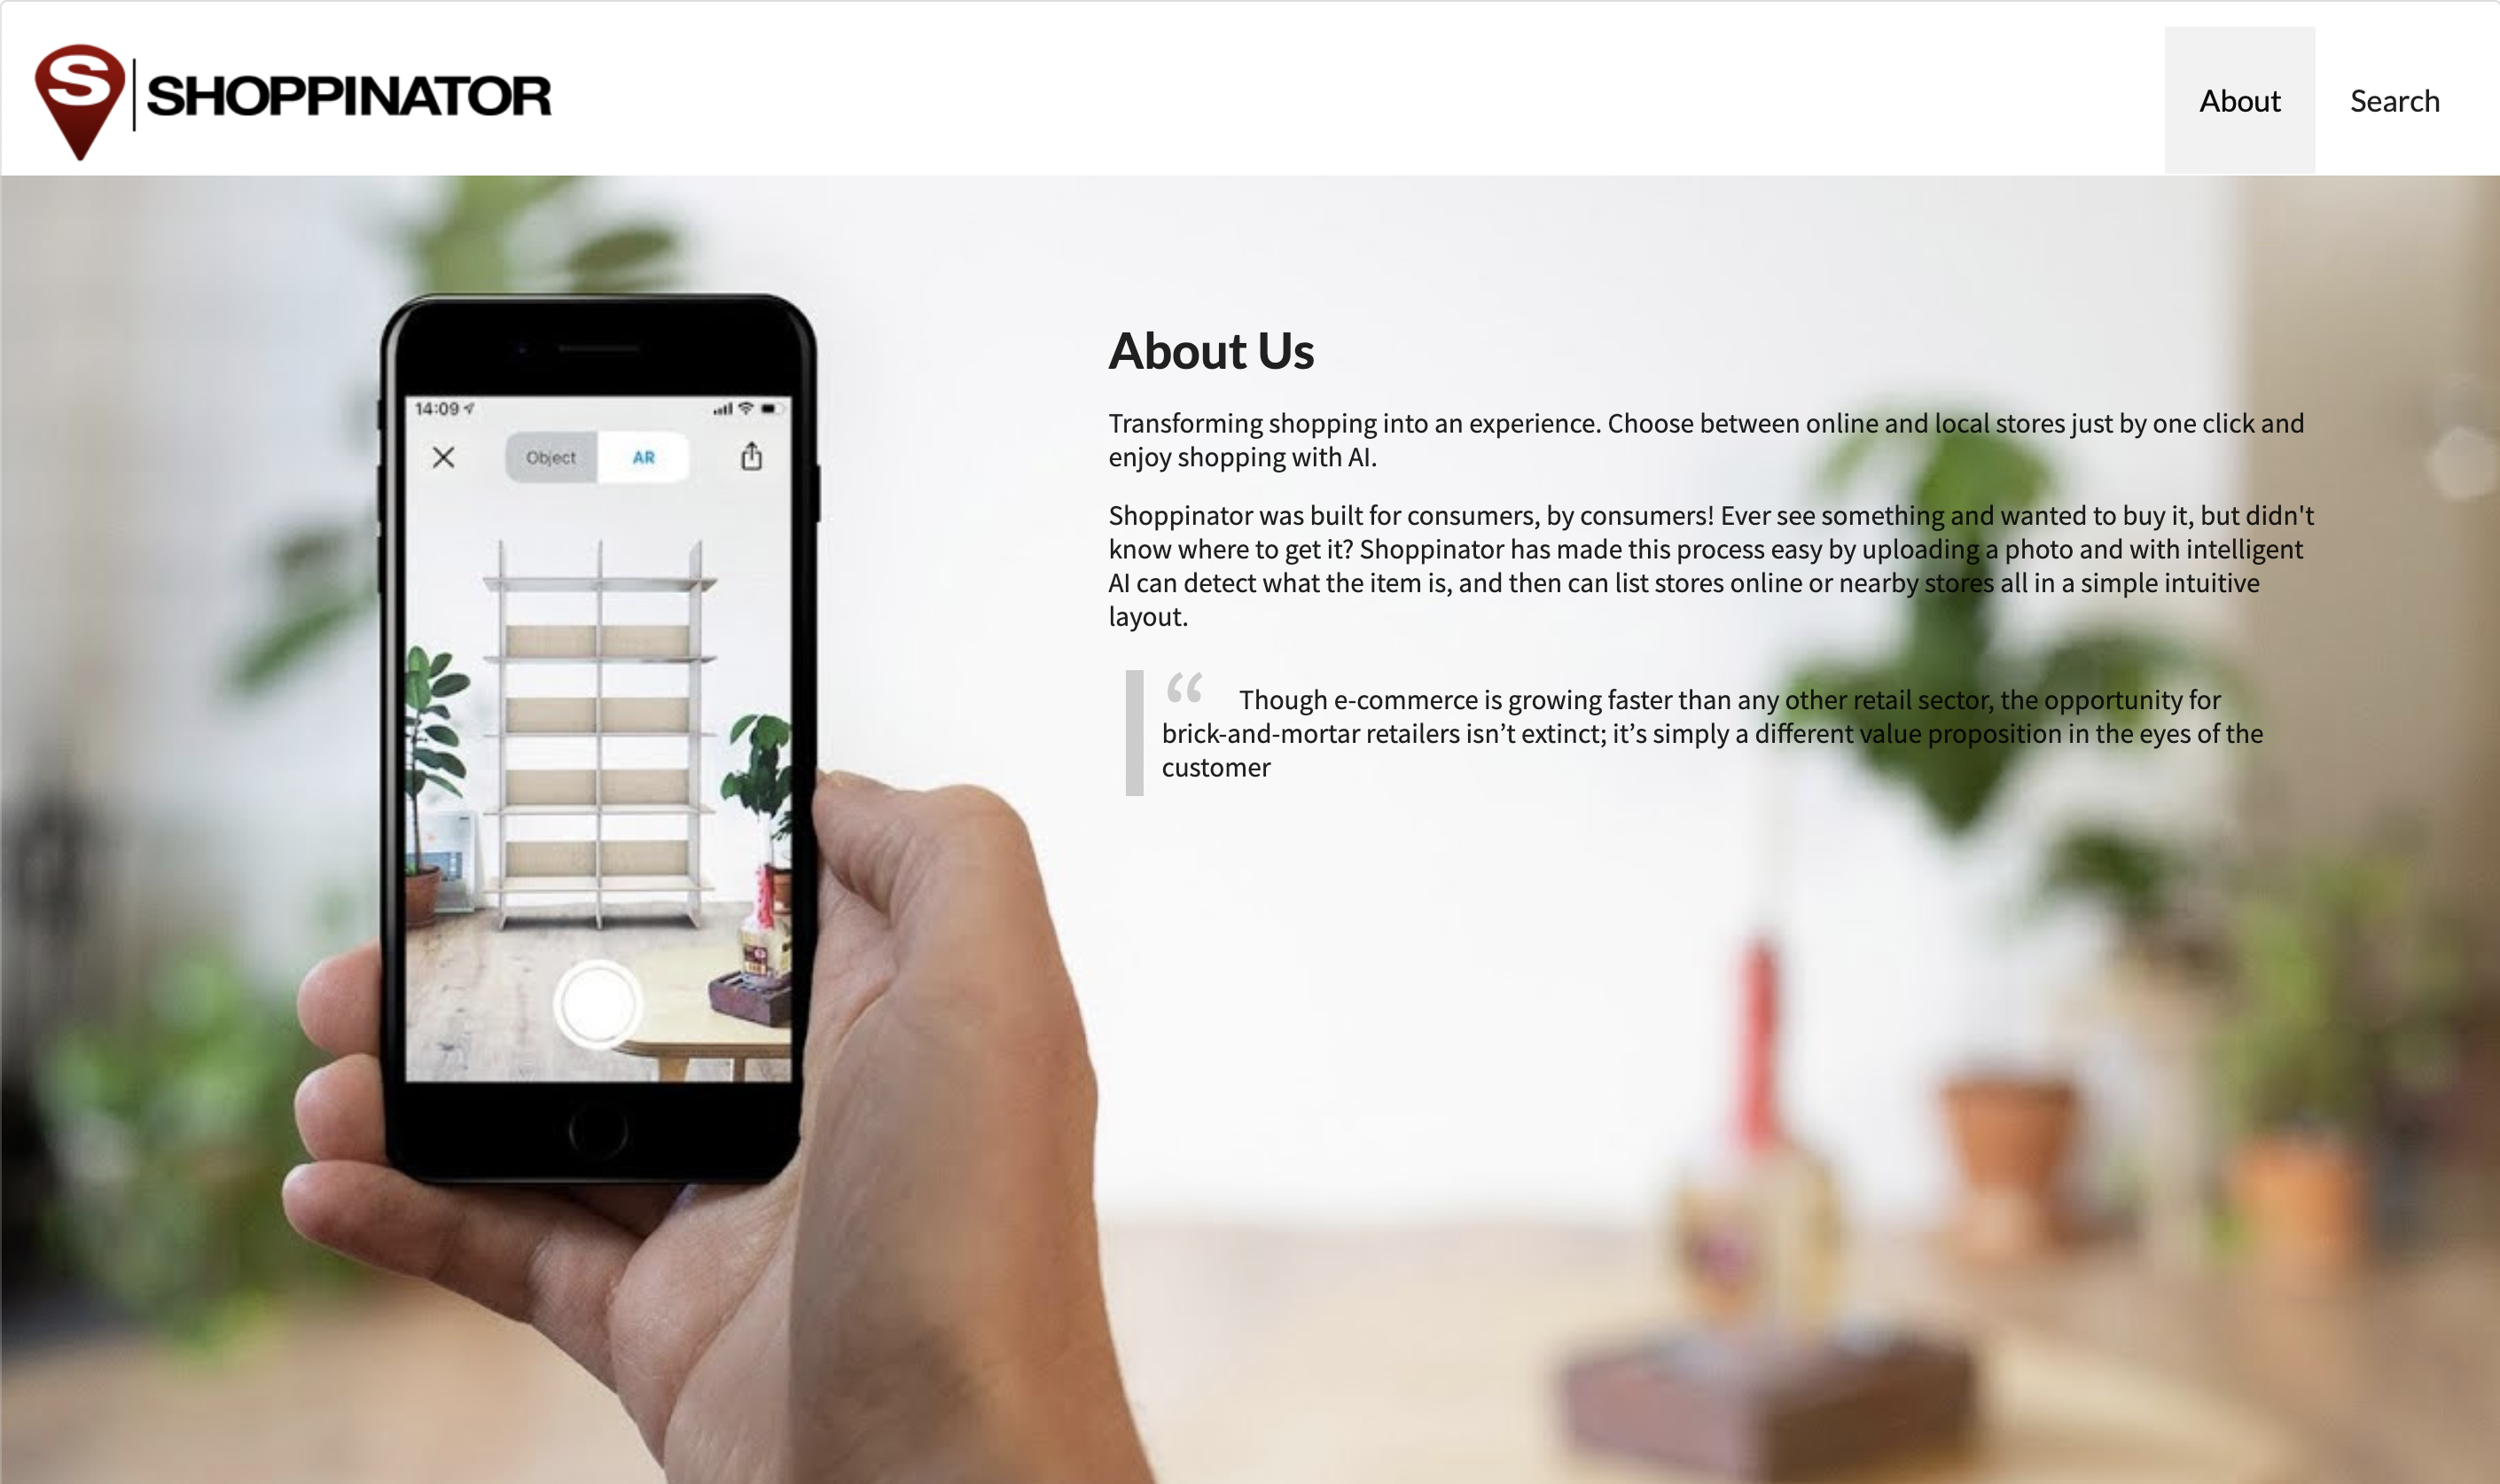 S SHOPPINATOR
About
Search
14:09
Object
AR
About Us
Transforming shopping into an experience. Choose between online and local stores just by one click and
enjoy shopping with AI.
Shoppinator was built for consumers, by consumers! Ever see something and wanted to buy it, but didn't
know where to get it? Shoppinator has made this process easy by uploading a photo and with intelligent
AI can detect what the item is, and then can list stores online or nearby stores all in a simple intuitive
layout.
“ Though e-commerce is growing faster than any other retail sector, the opportunity for
brick-and-mortar retailers isn’t extinct; it’s simply a different value proposition in the eyes of the
customer